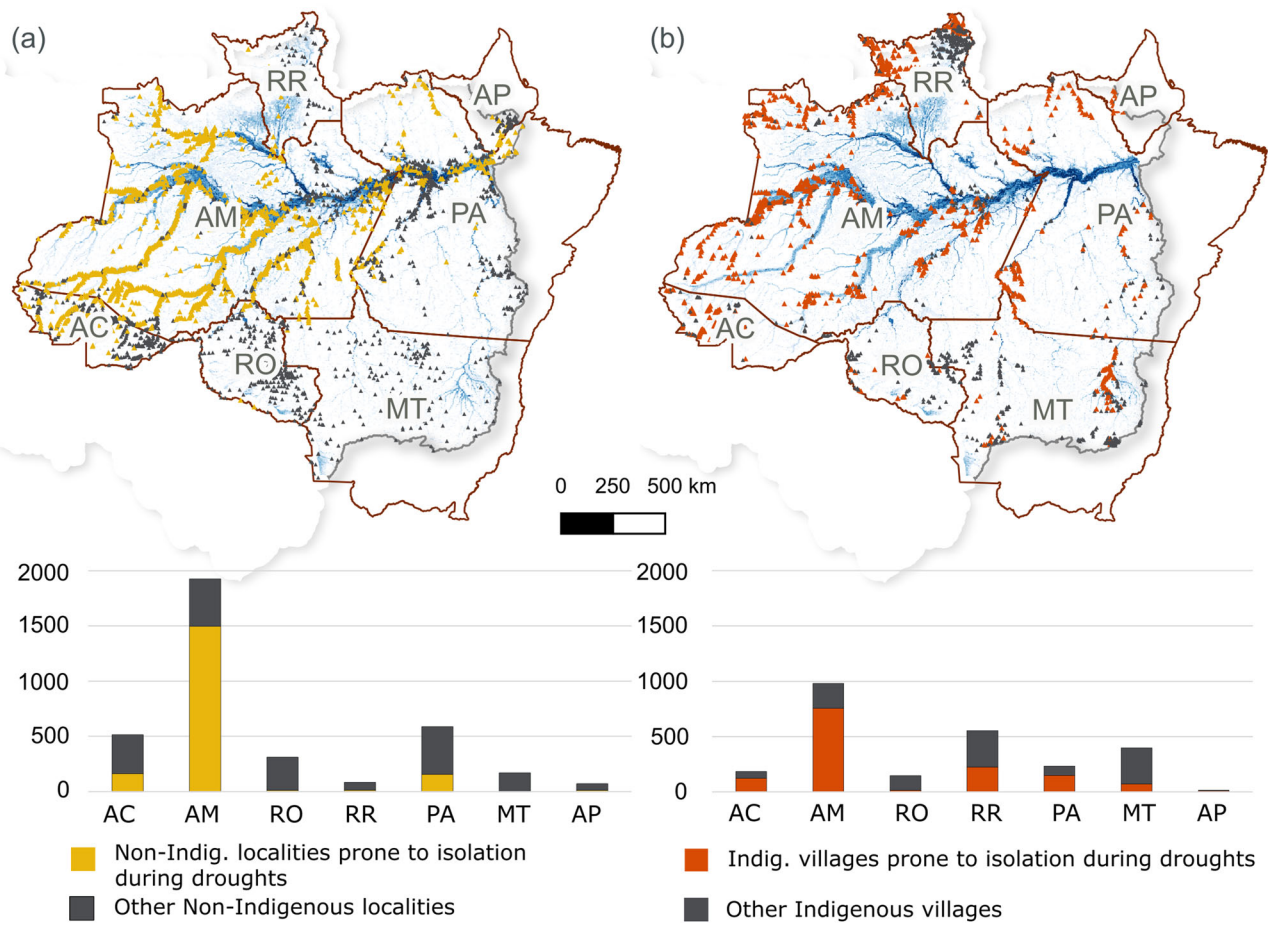 (a)
RR
AP
AM
PA
AC
RO
MT
(b)
RR
AP
AM
PA
AC
RO
MT
0 250 500 km
2000
1500
1000
500
0
AC AM RO RR PA MT AP
Non-Indig. localities prone to isolation
during droughts
Other Non-Indigenous localities
2000
1500
1000
500
0
AC AM RO RR PA MT AP
Indig. villages prone to isolation during droughts
Other Indigenous villages